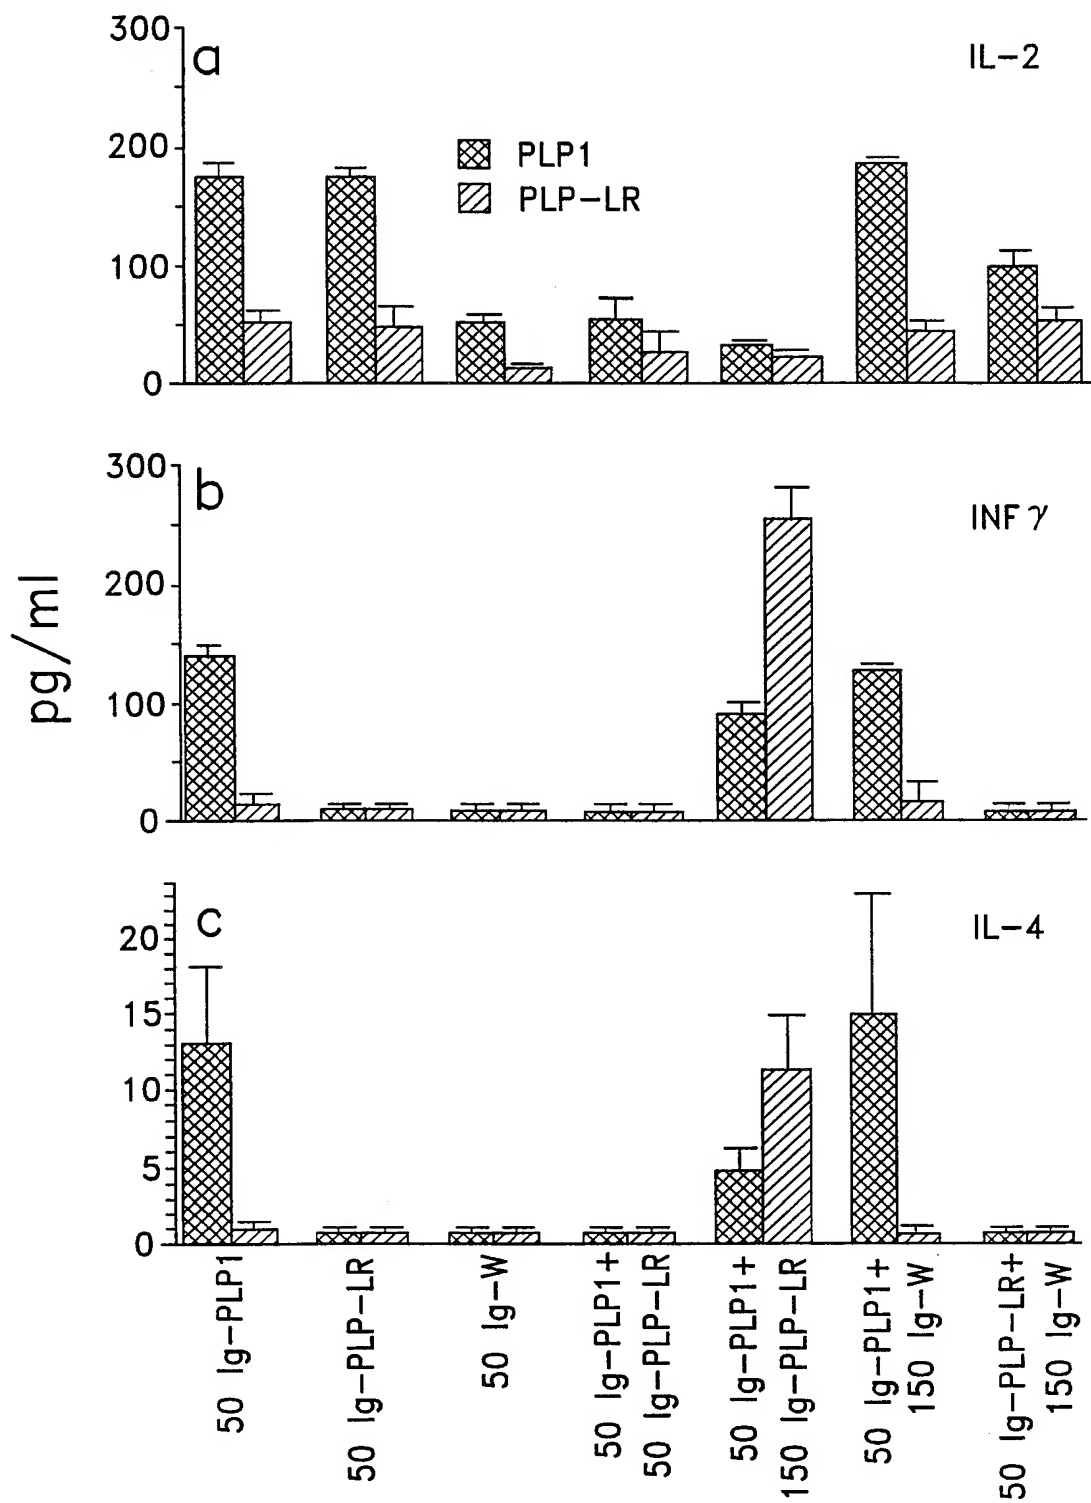 300
a
IL-2
200
PLP1
PLP-LR
100
0
300
b
INF γ
200
100
0
pg/ml
c
IL-4
20
15
10
5
0
50 Ig-PLP1
50 Ig-PLP-LR
50 Ig-W
50 Ig-PLP1+
50 Ig-PLP-LR
50 Ig-PLP1+
150 Ig-PLP-LR
50 Ig-PLP1+
150 Ig-W
50 Ig-PLP-LR+
150 Ig-W